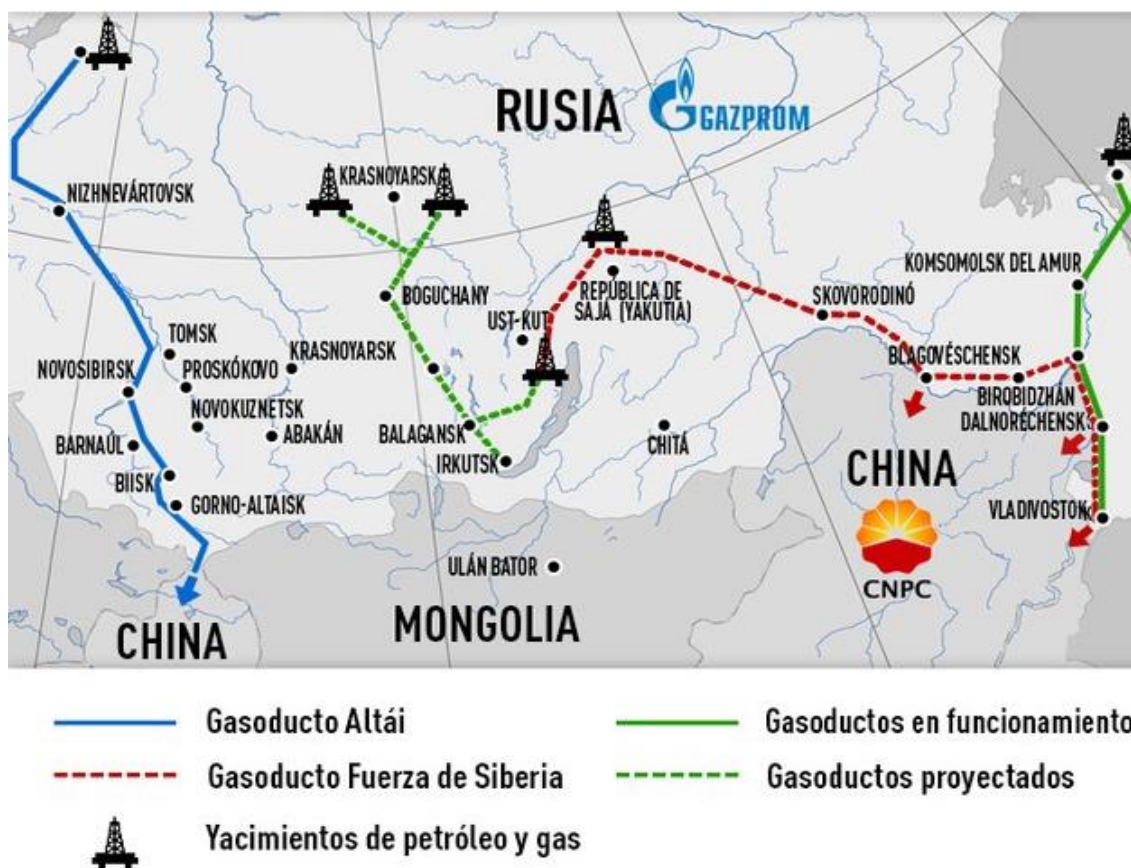 RUSIA
GAZPROM
KRASNOYARSK
NIZHNEVÁRTOVSK
KOMSOMOLSK DEL AMUR
REPÚBLICA DE
SAJÁ (YAKUTIA)
BOGUCHANY
SKOVORODINÓ
UST-KUT
TOMSK
KRASNOYARSK
BLAGOVÉSCHENSK
NOVOSIBIRSK
PROSKÓKOVO
BIROBIDZHÁN
NOVOKUZNETSK
DALNORÉCHENSK
BARNAÚL
ABAKÁN
BALAGANSK
CHITÁ
IRKUTSK
CHINA
BIISK
GORNO-ALTAISK
VLADIVOSTOK
ULÁN BATOR
CNPC
CHINA
MONGOLIA
Gasoducto Altái
Gasoductos en funcionamiento
Gasoducto Fuerza de Siberia
Gasoductos proyectados
Yacimientos de petróleo y gas